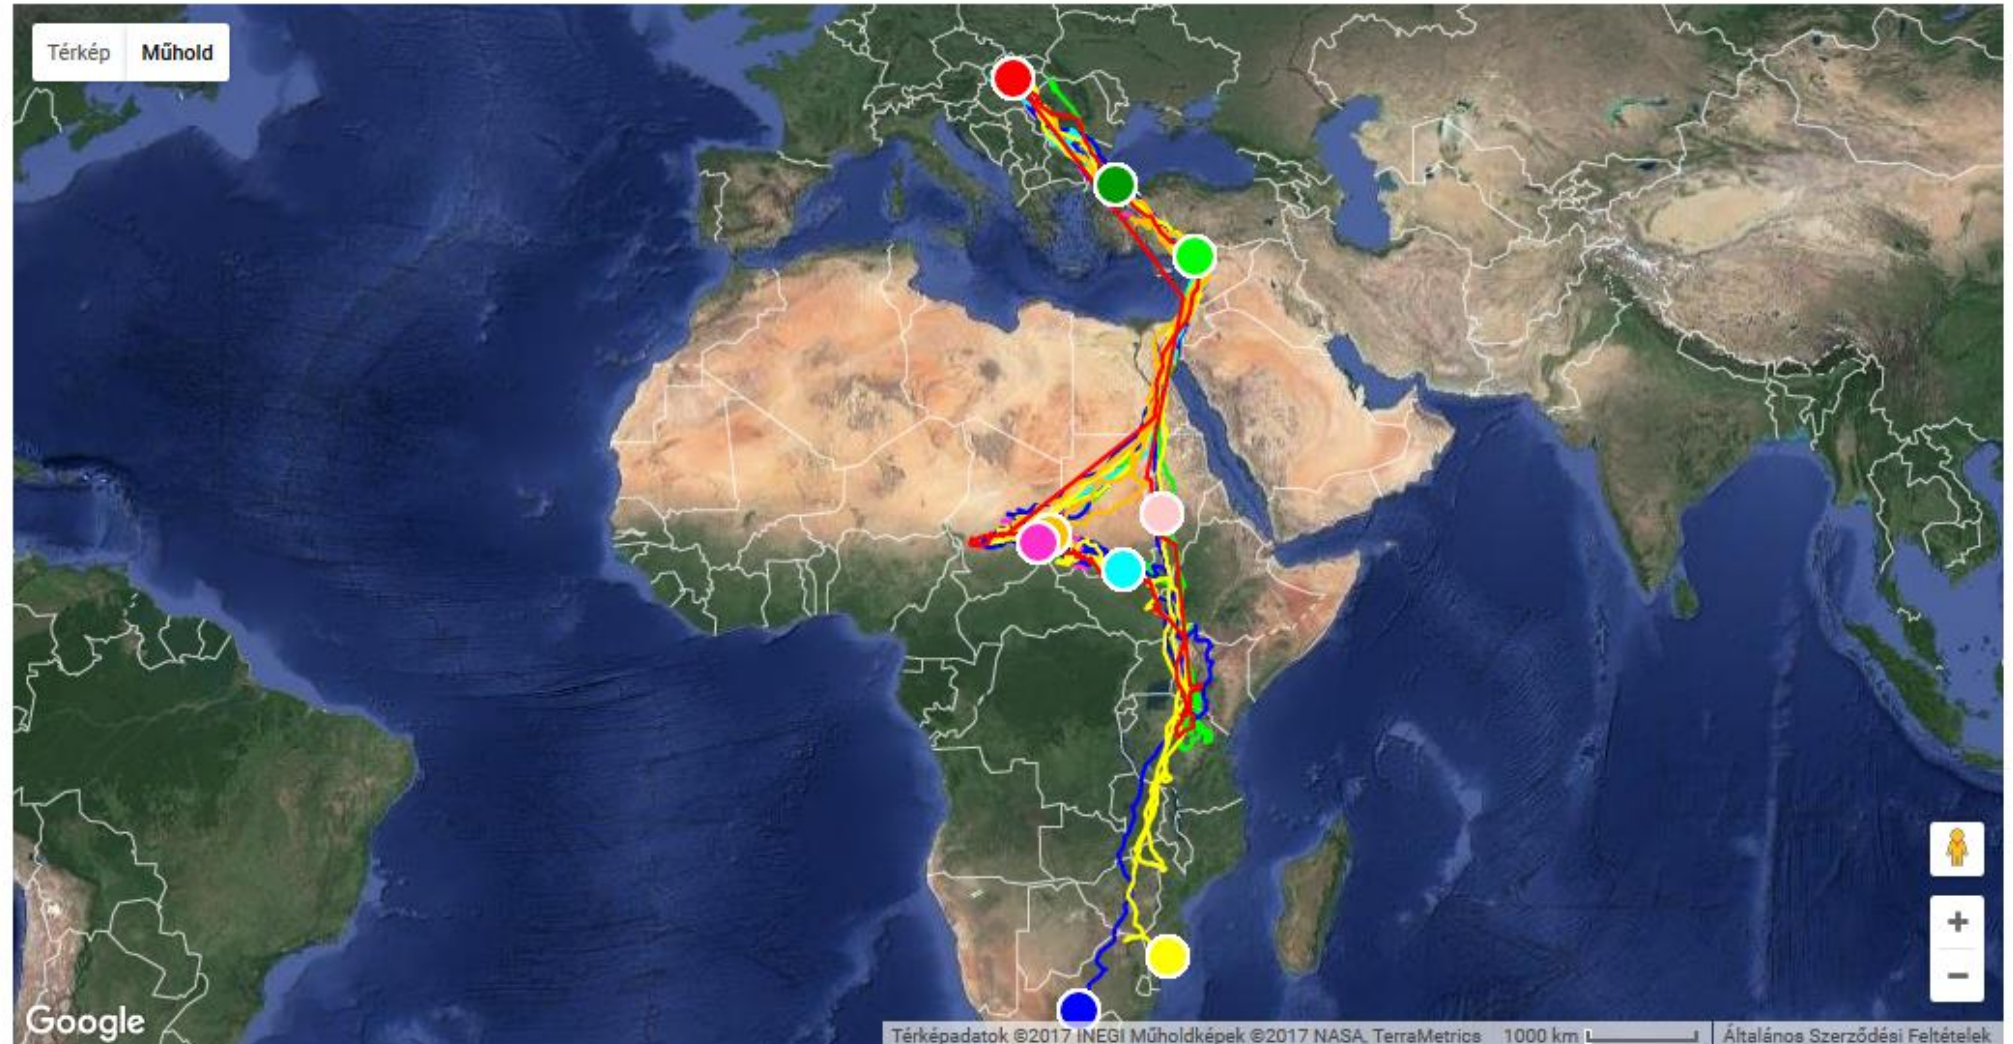 Térkép Műhold
+
−
Google
Térképadatok ©2017 INEGI Műholdképek ©2017 NASA, TerraMetrics 1000 km Általános Szerződési Feltételek